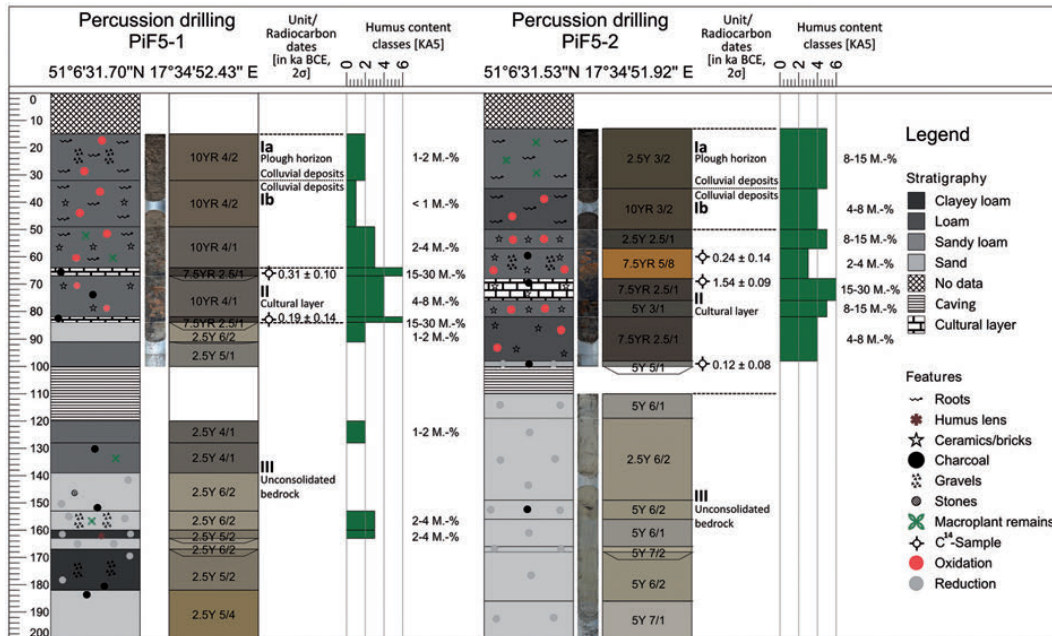 Percussion drilling
PiF5-1
51°6'31.70"N 17°34'52.43" E
Unit/
Radiocarbon
dates
[in ka BCE,
2σ]
Humus content
classes [KA5]
0 2 4 6
Percussion drilling
PiF5-2
51°6'31.53"N 17°34'51.92" E
Unit/
Radiocarbon
dates
[in ka BCE,
2σ]
Humus content
classes [KA5]
0 2 4 6
0
10
20
30
40
50
60
70
80
90
100
110
120
130
140
150
160
170
180
190
200
10YR 4/2
10YR 4/2
10YR 4/1
7.5YR 2.5/1
10YR 4/1
7.5YR 2.5/1
2.5Y 6/2
2.5Y 5/1
2.5Y 4/1
2.5Y 4/1
2.5Y 6/2
2.5Y 6/2
2.5Y 5/2
2.5Y 6/2
2.5Y 5/2
2.5Y 5/4
Ia
Plough horizon
Colluvial deposits
Colluvial deposits
Ib
0.31 ± 0.10
II
Cultural layer
0.19 ± 0.14
III
Unconsolidated
bedrock
1-2 M.-%
< 1 M.-%
2-4 M.-%
15-30 M.-%
4-8 M.-%
15-30 M.-%
1-2 M.-%
1-2 M.-%
2-4 M.-%
2-4 M.-%
2.5Y 3/2
10YR 3/2
2.5Y 2.5/1
7.5YR 5/8
7.5YR 2.5/1
5Y 3/1
7.5YR 2.5/1
5Y 5/1
5Y 6/1
2.5Y 6/2
5Y 6/2
5Y 6/1
5Y 7/2
5Y 6/2
5Y 7/1
Ia
Plough horizon
Colluvial deposits
Colluvial deposits
Ib
0.24 ± 0.14
1.54 ± 0.09
II
Cultural layer
0.12 ± 0.08
III
Unconsolidated
bedrock
8-15 M.-%
4-8 M.-%
8-15 M.-%
2-4 M.-%
15-30 M.-%
8-15 M.-%
4-8 M.-%
Legend
Stratigraphy
Clayey loam
Loam
Sandy loam
Sand
No data
Caving
Cultural layer
Features
Roots
Humus lens
Ceramics/bricks
Charcoal
Gravels
Stones
Macroplant remains
C¹⁴-Sample
Oxidation
Reduction